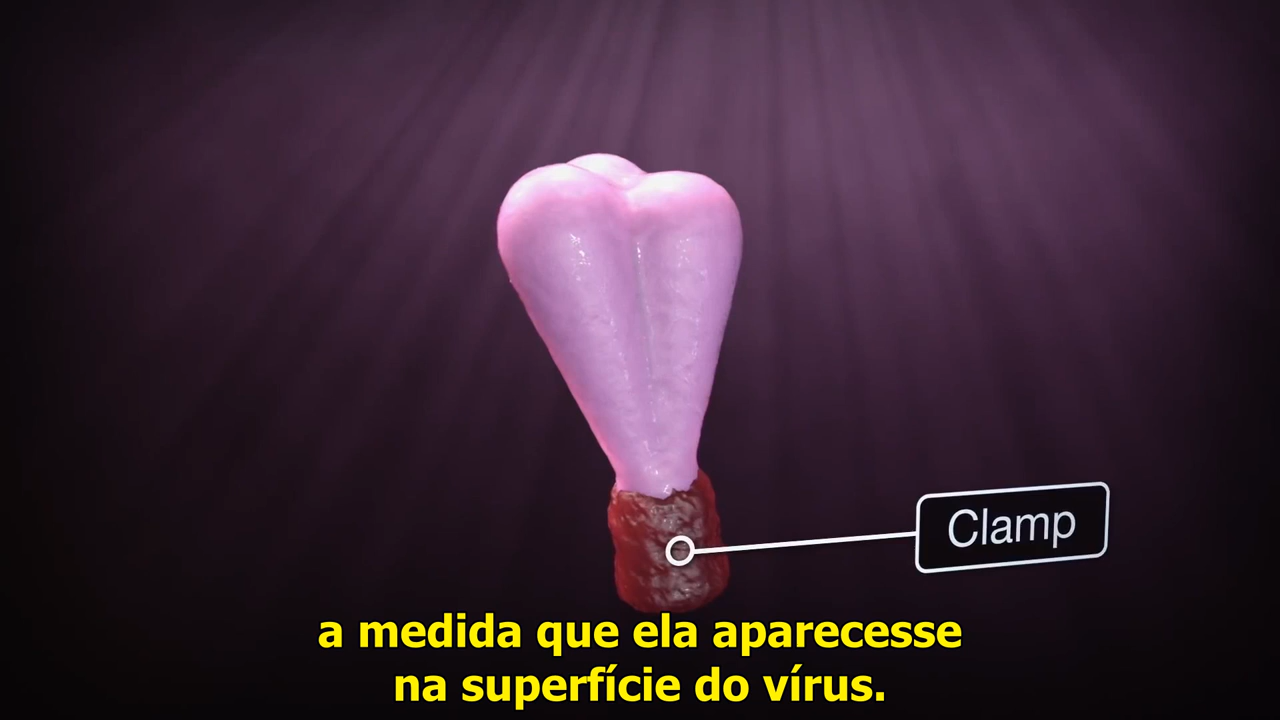 Clamp
a medida que ela aparecesse
na superfície do vírus.